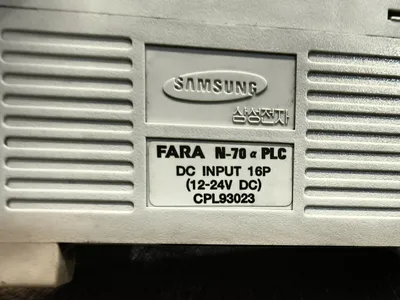 SAMSUNG
삼성전자
FARA N-70 α PLC
DC INPUT 16P
(12-24V DC)
CPL93023